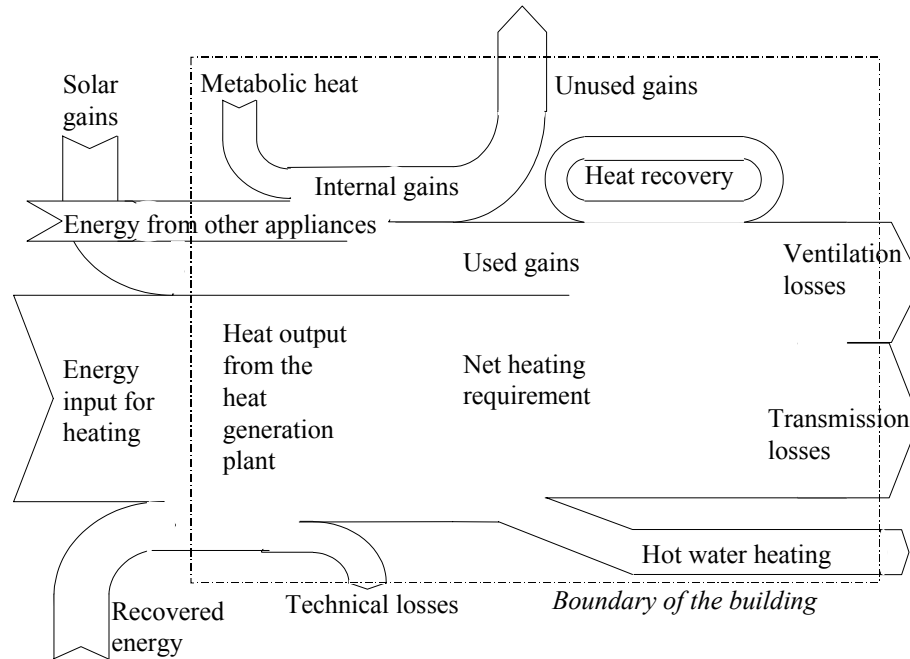 Solar
gains
Metabolic heat
Unused gains
Internal gains
Heat recovery
Energy from other appliances
Used gains
Ventilation
losses
Energy
input for
heating
Heat output
from the
heat
generation
plant
Net heating
requirement
Transmission
losses
Hot water heating
Recovered
energy
Technical losses
Boundary of the building